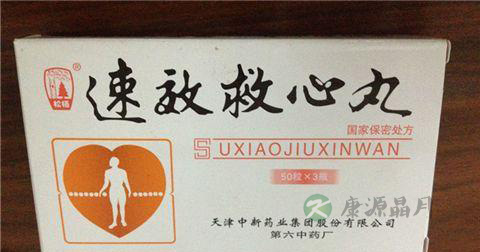 松栢®
速效救心丸
国家保密处方
SUXIAOJIUXINWAN
50粒×3瓶
康源晶月
天津中新药业集团股份有限公司
第六中药厂